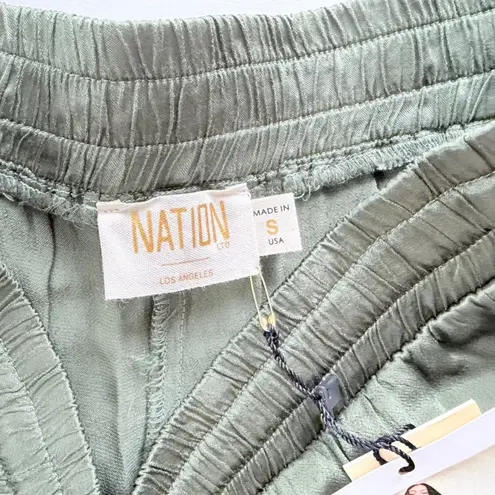 NATION
LTD
LOS ANGELES
MADE IN
S
USA